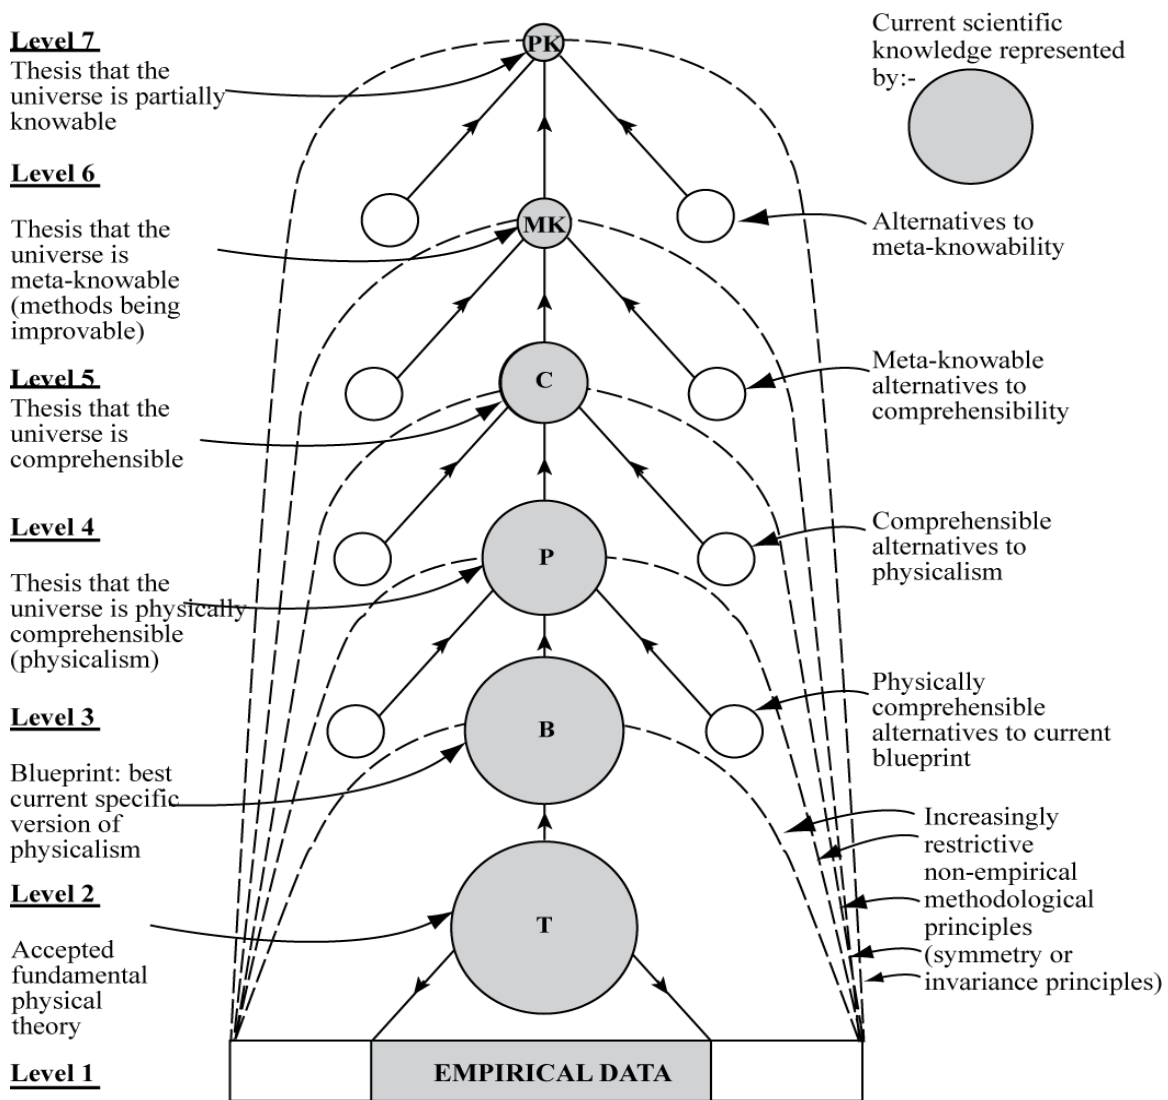 Level 7
Thesis that the
universe is partially
knowable
Level 6
Thesis that the
universe is
meta-knowable
(methods being
improvable)
Level 5
Thesis that the
universe is
comprehensible
Level 4
Thesis that the
universe is physically
comprehensible
(physicalism)
Level 3
Blueprint: best
current specific
version of
physicalism
Level 2
Accepted
fundamental
physical
theory
Level 1
PK
MK
C
P
B
T
EMPIRICAL DATA
Current scientific
knowledge represented
by:-
Alternatives to
meta-knowability
Meta-knowable
alternatives to
comprehensibility
Comprehensible
alternatives to
physicalism
Physically
comprehensible
alternatives to current
blueprint
Increasingly
restrictive
non-empirical
methodological
principles
(symmetry or
invariance principles)